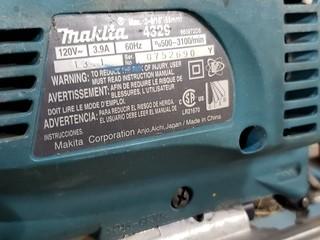 Makita 4329
120V~ 3.9A 60Hz n₀500-3100/min
0752690 Y
WARNING: TO REDUCE THE RISK OF INJURY, USER
MUST READ INSTRUCTION MANUAL.
AVERTISSEMENT: AFIN DE REDUIRE LE RISQUE DE BLESSURES, L'UTILISATEUR
DOIT LIRE LE MODE D'EMPLOI
ADVERTENCIA: PARA REDUCIR EL RIESGO DE HERIDA,
EL USUARIO DEBE LEER EL MANUAL DE
INSTRUCCIONES LR21670
Makita Corporation Anjo,Aichi,Japan / Made in China